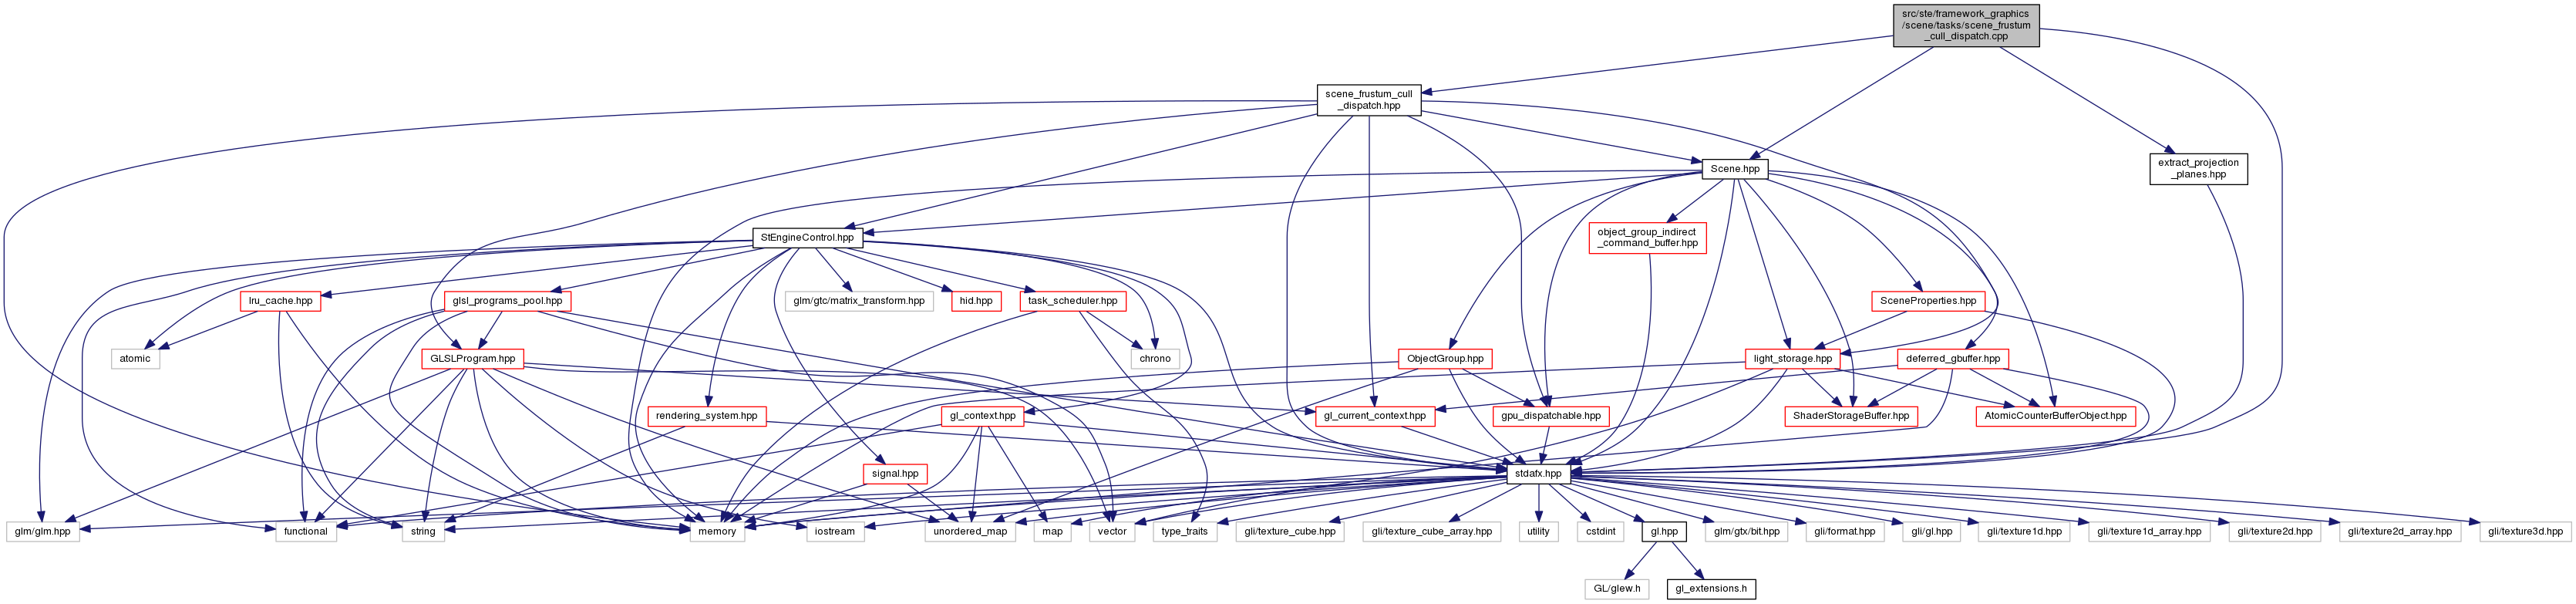 src/ste/framework_graphics
/scene/tasks/scene_frustum
_cull_dispatch.cpp
scene_frustum_cull
_dispatch.hpp
Scene.hpp
extract_projection
_planes.hpp
StEngineControl.hpp
object_group_indirect
_command_buffer.hpp
lru_cache.hpp
glsl_programs_pool.hpp
glm/gtc/matrix_transform.hpp
hid.hpp
task_scheduler.hpp
SceneProperties.hpp
atomic
GLSLProgram.hpp
chrono
ObjectGroup.hpp
light_storage.hpp
deferred_gbuffer.hpp
rendering_system.hpp
gl_context.hpp
gl_current_context.hpp
gpu_dispatchable.hpp
ShaderStorageBuffer.hpp
AtomicCounterBufferObject.hpp
signal.hpp
stdafx.hpp
glm/glm.hpp
functional
string
memory
iostream
unordered_map
map
vector
type_traits
gli/texture_cube.hpp
gli/texture_cube_array.hpp
utility
cstdint
gl.hpp
glm/gtx/bit.hpp
gli/format.hpp
gli/gl.hpp
gli/texture1d.hpp
gli/texture1d_array.hpp
gli/texture2d.hpp
gli/texture2d_array.hpp
gli/texture3d.hpp
GL/glew.h
gl_extensions.h